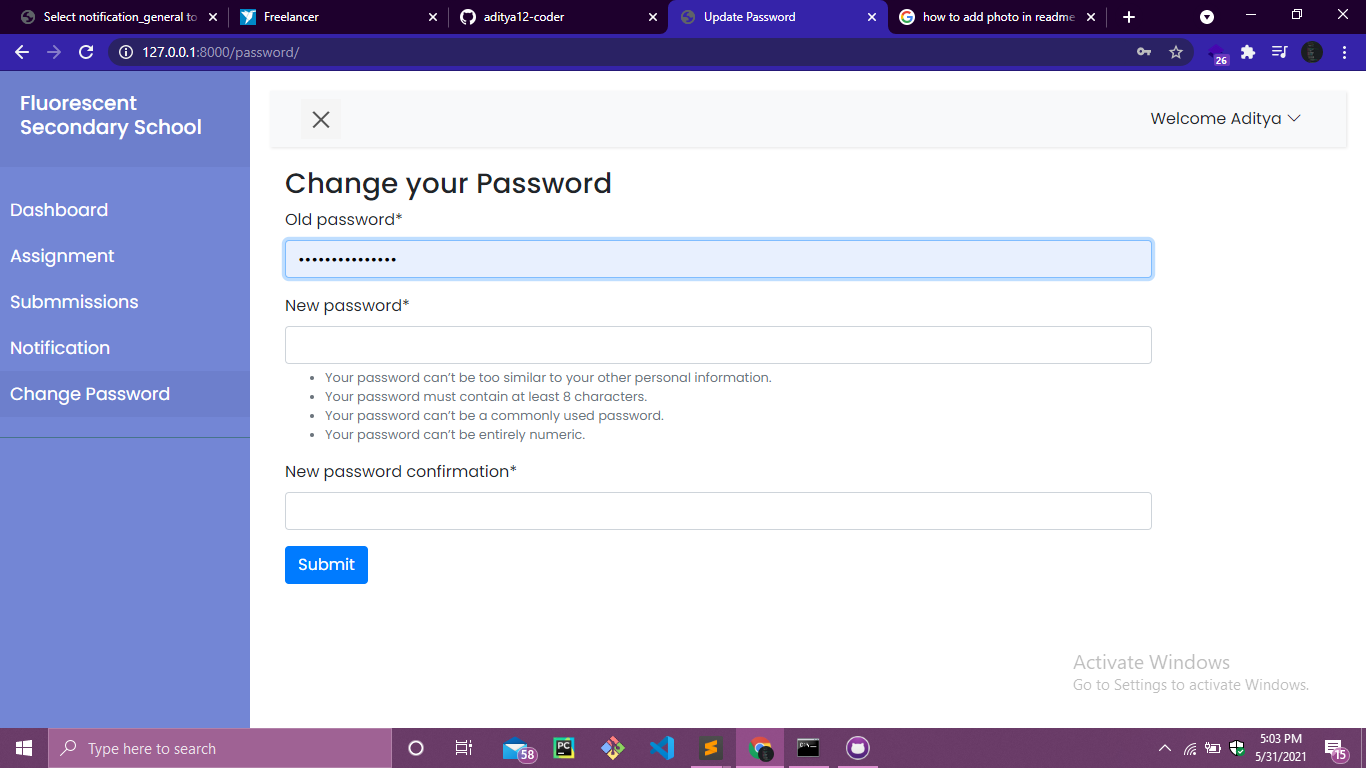 Select notification_general to
Freelancer
aditya12-coder
Update Password
how to add photo in readme
127.0.0.1:8000/password/
26
Fluorescent
Secondary School
Welcome Aditya
Dashboard
Assignment
Submmissions
Notification
Change Password
Change your Password
Old password*
•••••••••••••••
New password*
• Your password can’t be too similar to your other personal information.
• Your password must contain at least 8 characters.
• Your password can’t be a commonly used password.
• Your password can’t be entirely numeric.
New password confirmation*
Submit
Activate Windows
Go to Settings to activate Windows.
Type here to search
58
PC
5:03 PM
5/31/2021
15